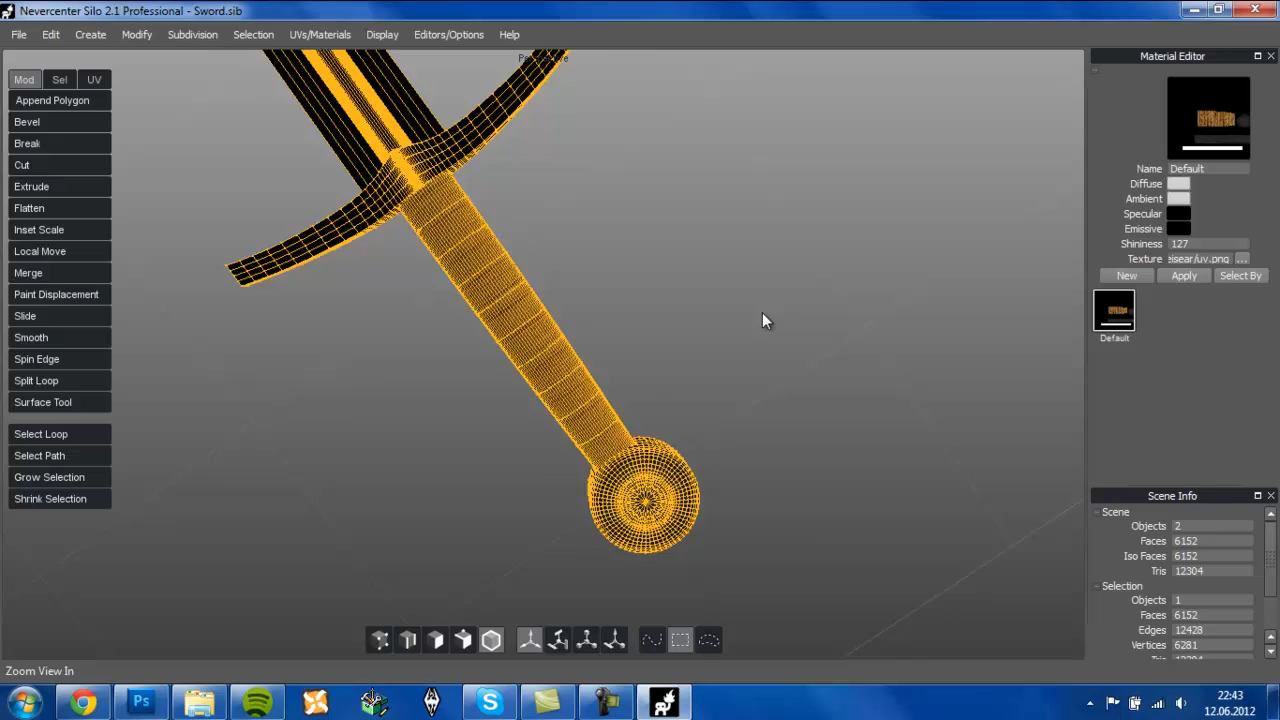 Nevercenter Silo 2.1 Professional - Sword.sib
File Edit Create Modify Subdivision Selection UVs/Materials Display Editors/Options Help
Mod Sel UV
Append Polygon
Bevel
Break
Cut
Extrude
Flatten
Inset Scale
Local Move
Merge
Paint Displacement
Slide
Smooth
Spin Edge
Split Loop
Surface Tool
Select Loop
Select Path
Grow Selection
Shrink Selection
Material Editor
Name Default
Diffuse
Ambient
Specular
Emissive
Shininess 127
Texture eisear/uv.png ...
New Apply Select By
Default
Scene Info
Scene
Objects 2
Faces 6152
Iso Faces 6152
Tris 12304
Selection
Objects 1
Faces 6152
Edges 12428
Vertices 6281
Zoom View In
Ps
22:43
12.06.2012